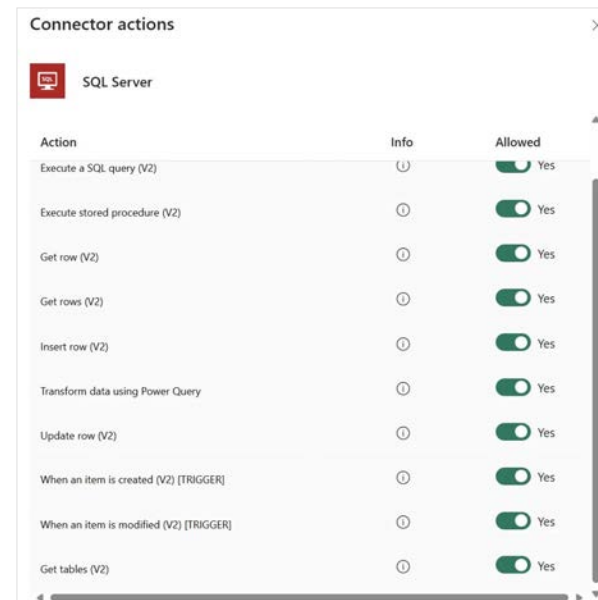 Connector actions
SQL
SQL Server
Action Info Allowed
Execute a SQL query (V2) Yes
Execute stored procedure (V2) Yes
Get row (V2) Yes
Get rows (V2) Yes
Insert row (V2) Yes
Transform data using Power Query Yes
Update row (V2) Yes
When an item is created (V2) [TRIGGER] Yes
When an item is modified (V2) [TRIGGER] Yes
Get tables (V2) Yes